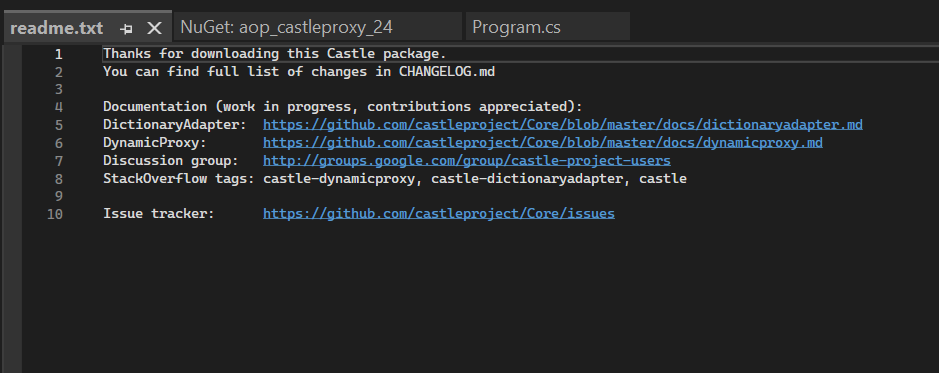 readme.txt NuGet: aop_castleproxy_24 Program.cs
1 Thanks for downloading this Castle package.
2 You can find full list of changes in CHANGELOG.md
3
4 Documentation (work in progress, contributions appreciated):
5 DictionaryAdapter: https://github.com/castleproject/Core/blob/master/docs/dictionaryadapter.md
6 DynamicProxy: https://github.com/castleproject/Core/blob/master/docs/dynamicproxy.md
7 Discussion group: http://groups.google.com/group/castle-project-users
8 StackOverflow tags: castle-dynamicproxy, castle-dictionaryadapter, castle
9
10 Issue tracker: https://github.com/castleproject/Core/issues